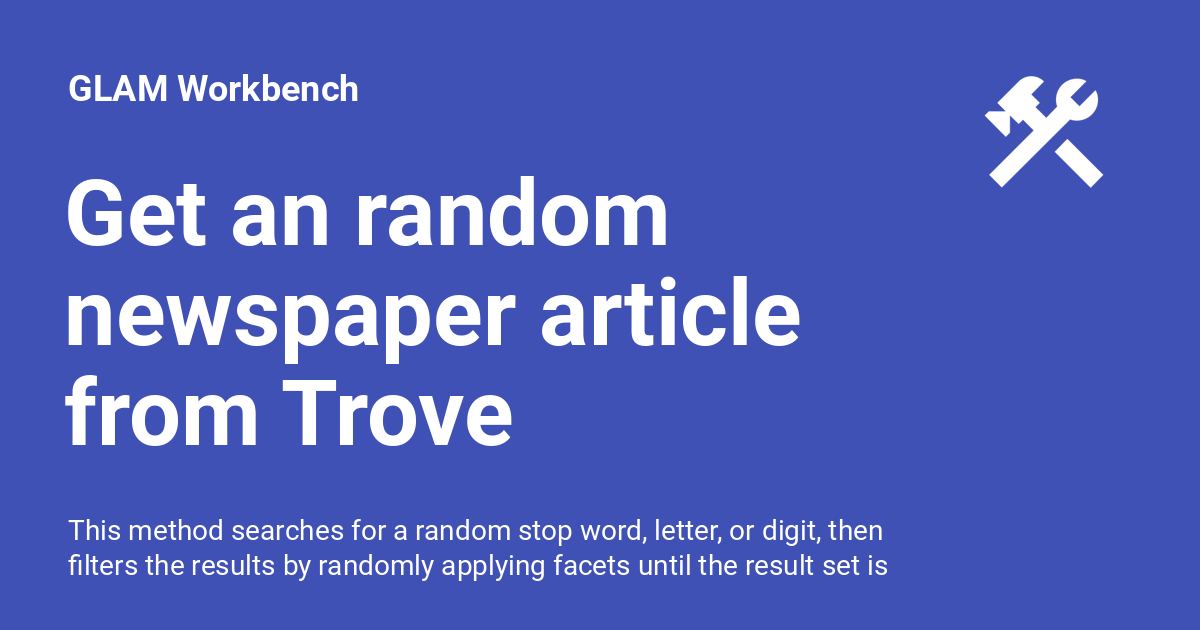 GLAM Workbench
Get an random
newspaper article
from Trove
This method searches for a random stop word, letter, or digit, then
filters the results by randomly applying facets until the result set is